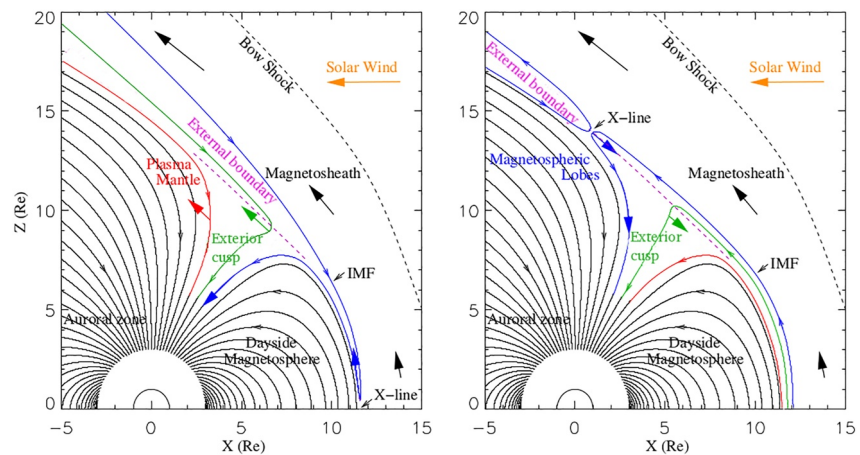 20
15
10
5
0
Z (Re)
-5
0
5
10
15
X (Re)
Bow Shock
Solar Wind
External boundary
Plasma
Mantle
Magnetosheath
Exterior
cusp
IMF
Auroral zone
Dayside
Magnetosphere
X-line
20
15
10
5
0
-5
0
5
10
15
X (Re)
External boundary
Bow Shock
Solar Wind
X-line
Magnetospheric
Lobes
Magnetosheath
Exterior
cusp
IMF
Auroral zone
Dayside
Magnetosphere